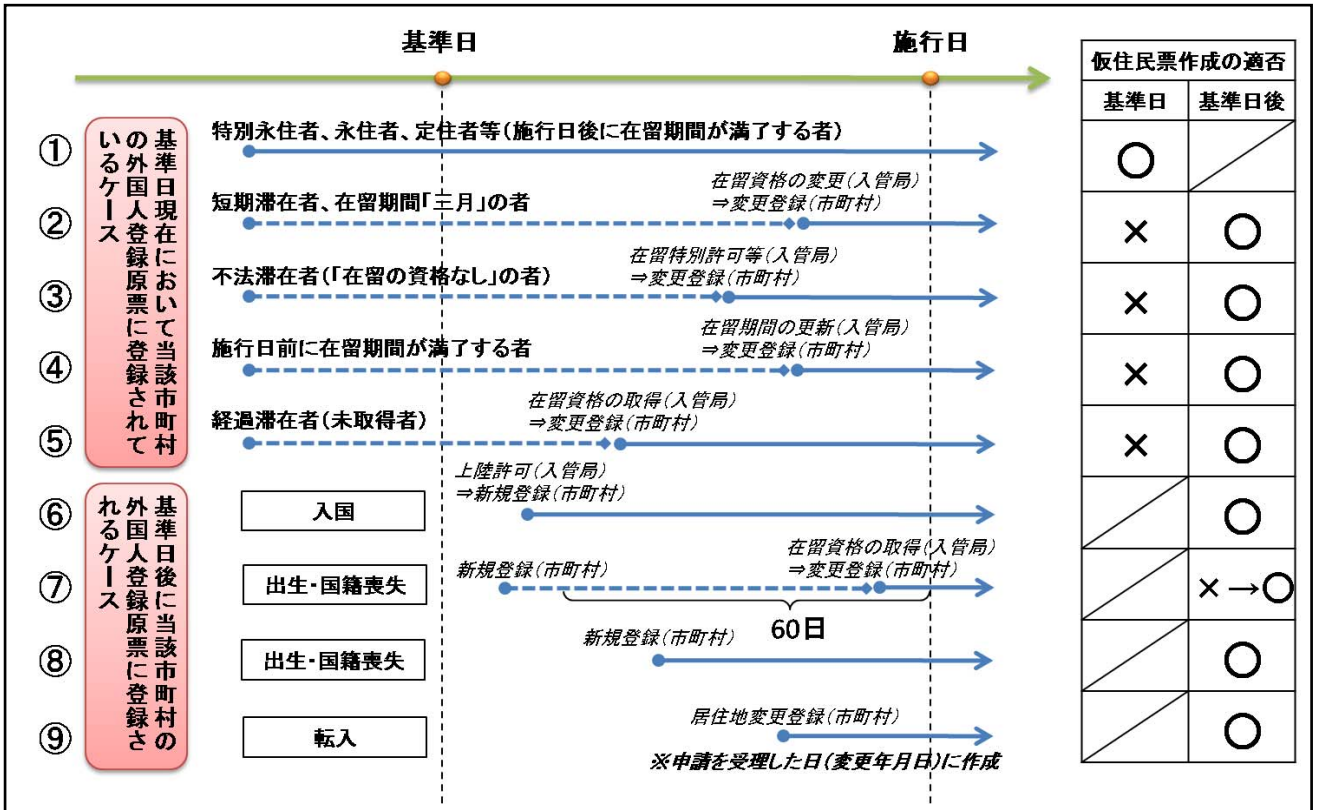 基準日
施行日
仮住民票作成の適否
基準日
基準日後
基準日現在において当該市町村
の外国人登録原票に登録されて
いるケース
①
特別永住者、永住者、定住者等(施行日後に在留期間が満了する者)
○
②
短期滞在者、在留期間「三月」の者
在留資格の変更(入管局)
⇒変更登録(市町村)
×
○
③
不法滞在者(「在留の資格なし」の者)
在留特別許可等(入管局)
⇒変更登録(市町村)
×
○
④
施行日前に在留期間が満了する者
在留期間の更新(入管局)
⇒変更登録(市町村)
×
○
⑤
経過滞在者(未取得者)
在留資格の取得(入管局)
⇒変更登録(市町村)
×
○
基準日後に当該市町村の
外国人登録原票に登録さ
れるケース
⑥
入国
上陸許可(入管局)
⇒新規登録(市町村)
○
⑦
出生・国籍喪失
新規登録(市町村)
在留資格の取得(入管局)
⇒変更登録(市町村)
60日
×→○
⑧
出生・国籍喪失
新規登録(市町村)
○
⑨
転入
居住地変更登録(市町村)
※申請を受理した日(変更年月日)に作成
○